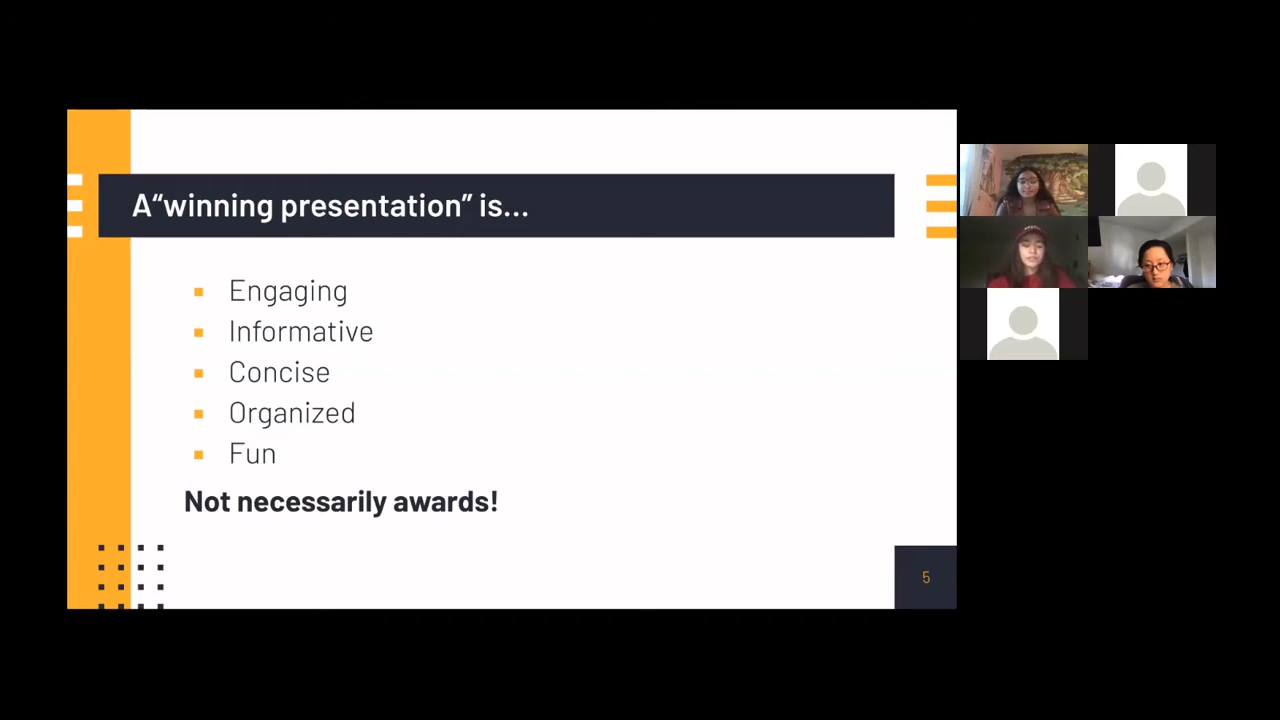 A“winning presentation” is...
Engaging
Informative
Concise
Organized
Fun
Not necessarily awards!
5